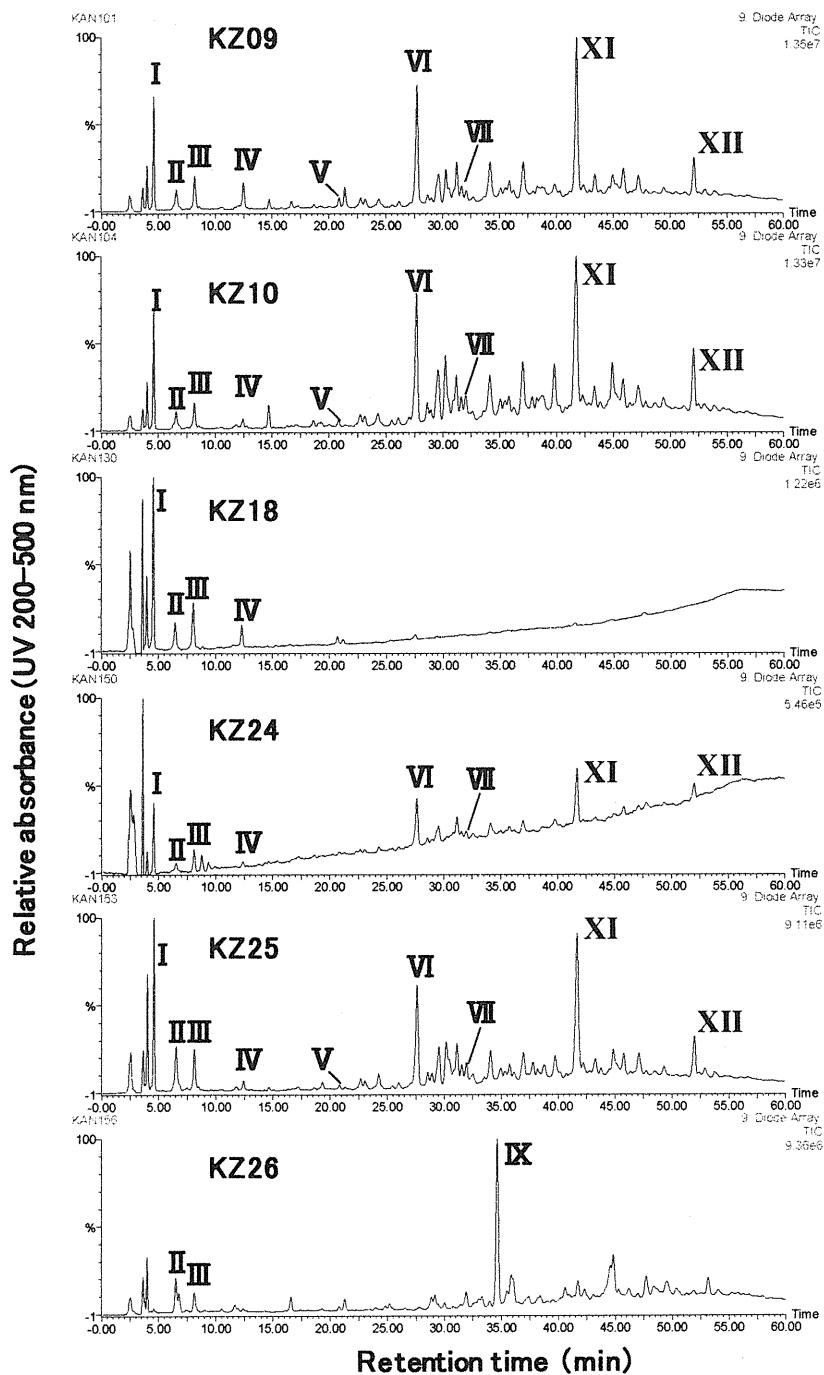 KAN101
9: Diode Array
TIC
1.35e7
KZ09
I
II
III
IV
V
VI
VII
XI
XII
100
%
-1
-0.00 5.00 10.00 15.00 20.00 25.00 30.00 35.00 40.00 45.00 50.00 55.00 60.00
Time
KAN104
9: Diode Array
TIC
1.33e7
KZ10
I
II
III
IV
V
VI
VII
XI
XII
100
%
-1
-0.00 5.00 10.00 15.00 20.00 25.00 30.00 35.00 40.00 45.00 50.00 55.00 60.00
Time
KAN130
9: Diode Array
TIC
1.22e6
KZ18
I
II
III
IV
100
%
-1
-0.00 5.00 10.00 15.00 20.00 25.00 30.00 35.00 40.00 45.00 50.00 55.00 60.00
Time
KAN150
9: Diode Array
TIC
5.46e5
KZ24
I
II
III
IV
VI
VII
XI
XII
100
%
-1
-0.00 5.00 10.00 15.00 20.00 25.00 30.00 35.00 40.00 45.00 50.00 55.00 60.00
Time
KAN153
9: Diode Array
TIC
9.11e6
KZ25
I
II
III
IV
V
VI
VII
XI
XII
100
%
-1
-0.00 5.00 10.00 15.00 20.00 25.00 30.00 35.00 40.00 45.00 50.00 55.00 60.00
Time
KAN156
9: Diode Array
TIC
9.36e6
KZ26
II
III
IX
100
%
-1
-0.00 5.00 10.00 15.00 20.00 25.00 30.00 35.00 40.00 45.00 50.00 55.00 60.00
Time
Relative absorbance (UV 200-500 nm)
Retention time (min)